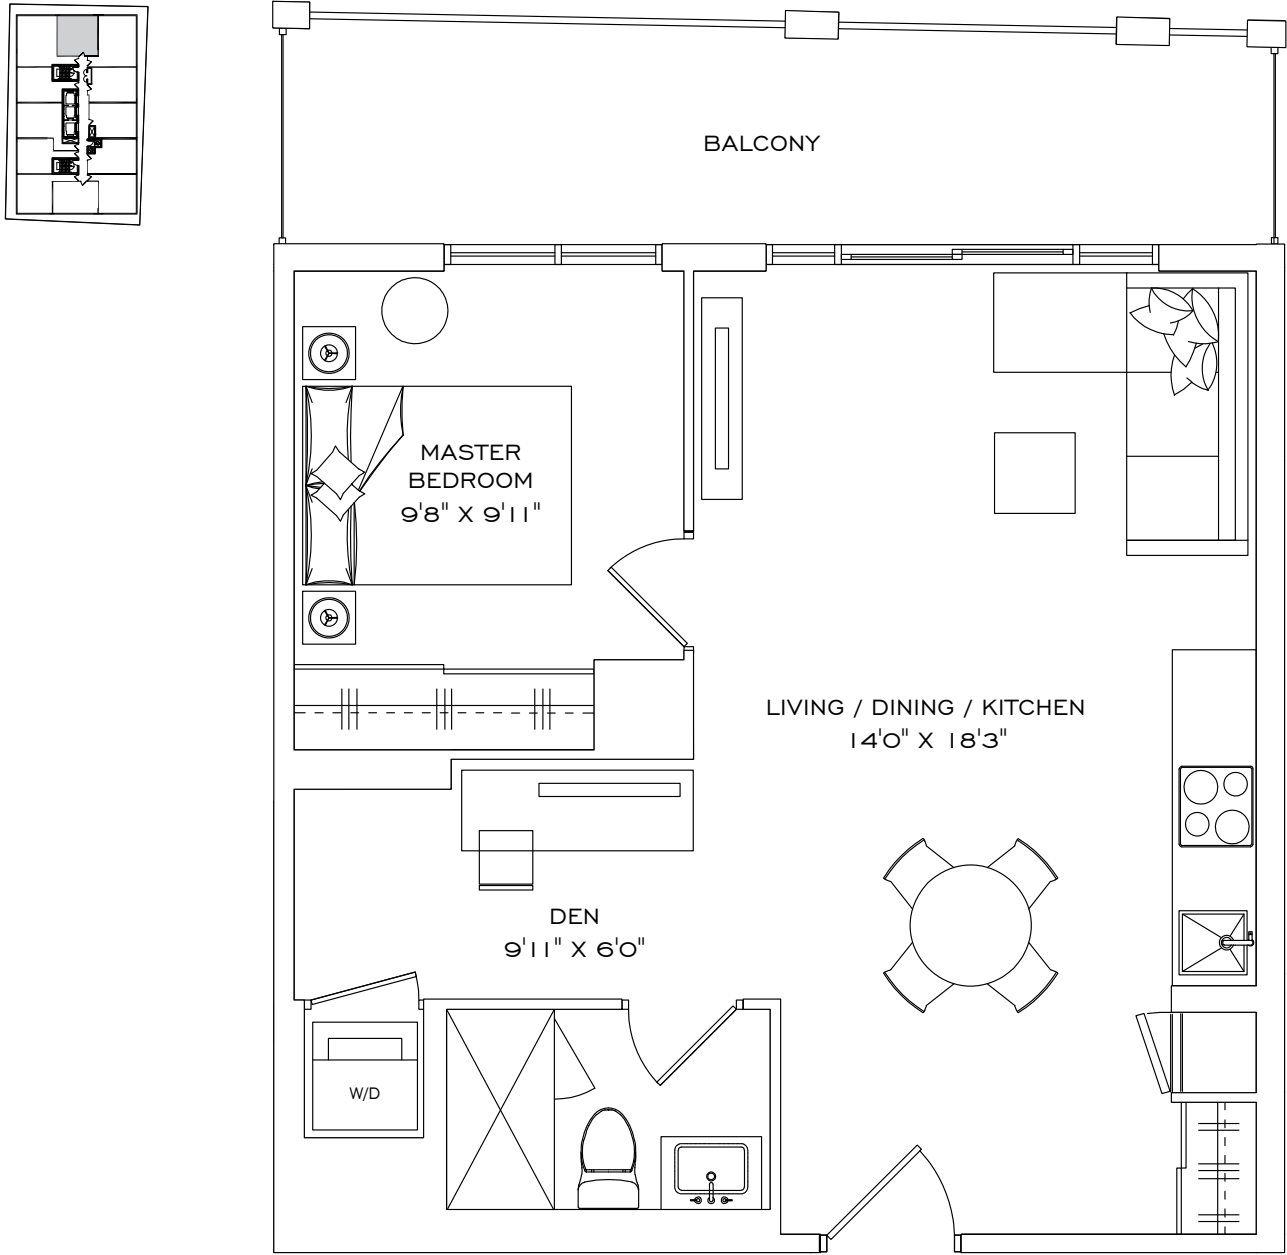 BALCONY
MASTER
BEDROOM
9'8" X 9'11"
LIVING / DINING / KITCHEN
14'0" X 18'3"
DEN
9'11" X 6'0"
W/D